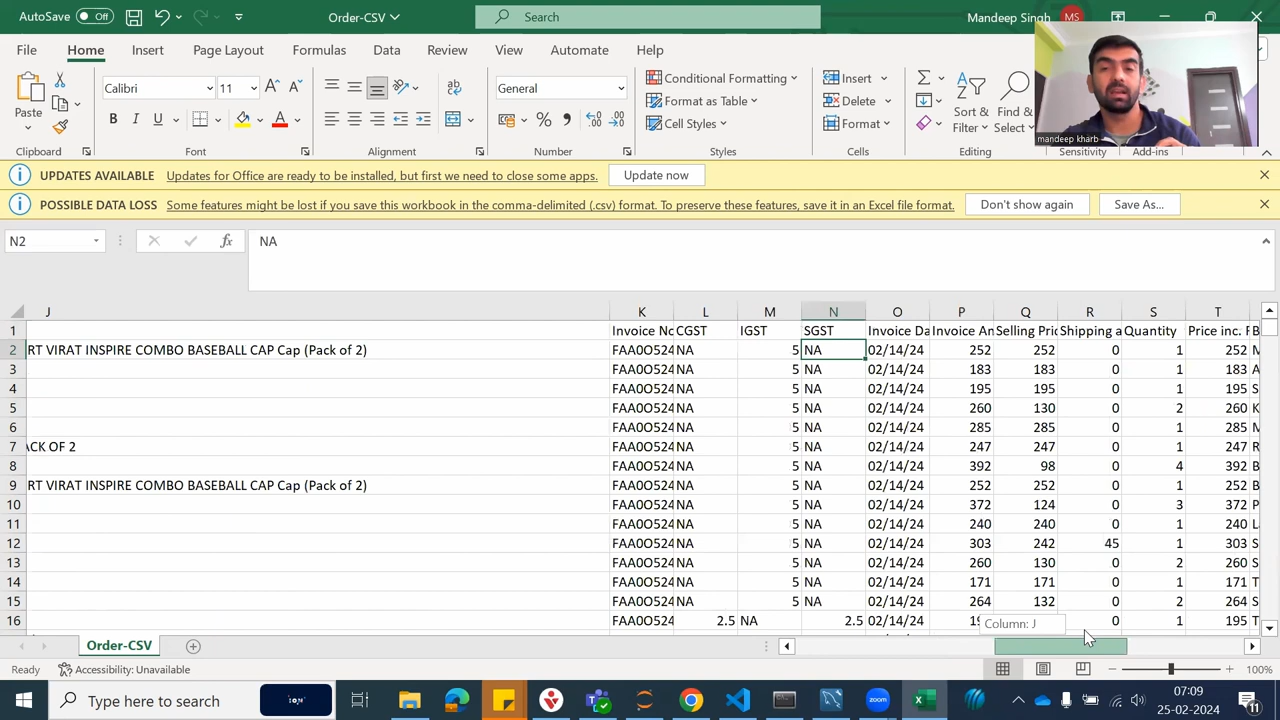 AutoSave Off Order-CSV Search Mandeep Singh MS
File Home Insert Page Layout Formulas Data Review View Automate Help
Paste Calibri 11 A A General Conditional Formatting Insert Sort & Find &
B I U A Format as Table Delete Filter Select
Cell Styles Format mandeep kharb
Clipboard Font Alignment Number Styles Cells Editing Sensitivity Add-ins
UPDATES AVAILABLE Updates for Office are ready to be installed, but first we need to close some apps. Update now
POSSIBLE DATA LOSS Some features might be lost if you save this workbook in the comma-delimited (.csv) format. To preserve these features, save it in an Excel file format. Don't show again Save As...
N2 fx NA
J K L M N O P Q R S T
1 Invoice No CGST IGST SGST Invoice Da Invoice An Selling Pric Shipping a Quantity Price inc. F B
2 RT VIRAT INSPIRE COMBO BASEBALL CAP Cap (Pack of 2) FAA0O524 NA 5 NA 02/14/24 252 252 0 1 252 M
3 FAA0O524 NA 5 NA 02/14/24 183 183 0 1 183 A
4 FAA0O524 NA 5 NA 02/14/24 195 195 0 1 195 S
5 FAA0O524 NA 5 NA 02/14/24 260 130 0 2 260 K
6 FAA0O524 NA 5 NA 02/14/24 285 285 0 1 285 M
7 ACK OF 2 FAA0O524 NA 5 NA 02/14/24 247 247 0 1 247 R
8 FAA0O524 NA 5 NA 02/14/24 392 98 0 4 392 B
9 RT VIRAT INSPIRE COMBO BASEBALL CAP Cap (Pack of 2) FAA0O524 NA 5 NA 02/14/24 252 252 0 1 252 B
10 FAA0O524 NA 5 NA 02/14/24 372 124 0 3 372 P
11 FAA0O524 NA 5 NA 02/14/24 240 240 0 1 240 L
12 FAA0O524 NA 5 NA 02/14/24 303 242 45 1 303 S
13 FAA0O524 NA 5 NA 02/14/24 260 130 0 2 260 S
14 FAA0O524 NA 5 NA 02/14/24 171 171 0 1 171 T
15 FAA0O524 NA 5 NA 02/14/24 264 132 0 2 264 S
16 FAA0O524 2.5 NA 2.5 02/14/24 Column: J 0 1 195 T
Order-CSV
Ready Accessibility: Unavailable 100%
Type here to search zoom 07:09
25-02-2024 11